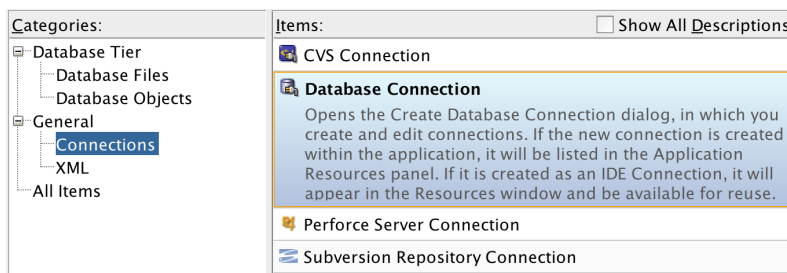 Categories:
Items:
Show All Descriptions
Database Tier
Database Files
Database Objects
General
Connections
XML
All Items
CVS Connection
Database Connection
Opens the Create Database Connection dialog, in which you
create and edit connections. If the new connection is created
within the application, it will be listed in the Application
Resources panel. If it is created as an IDE Connection, it will
appear in the Resources window and be available for reuse.
Perforce Server Connection
Subversion Repository Connection